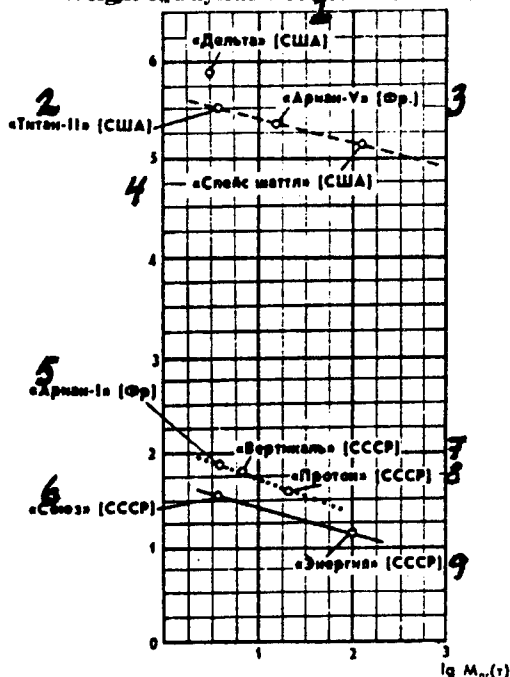 1
«Дельта» (США)
6
2
«Ариан-V» (Фр.)
3
«Титан-II» (США)
5
4
«Спейс шаттл» (США)
4
3
5
«Ариан-I» (Фр)
2
«Вертикаль» (СССР)
7
«Протон» (СССР)
8
6
«Союз» (СССР)
1
«Энергия» (СССР)
9
0
1
2
3
lg M (т)